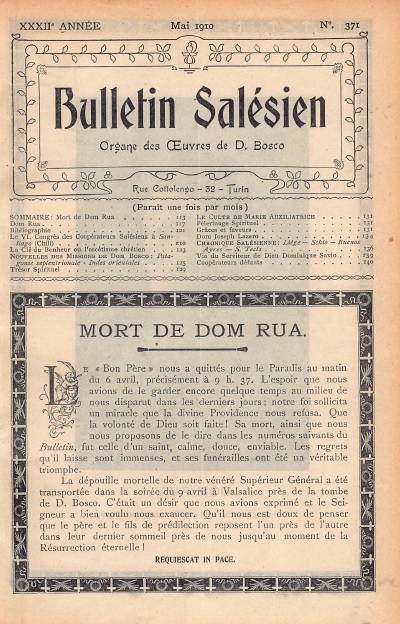 XXXIIᵉ ANNÉE Mai 1910 Nº. 371
Bulletin Salésien
Organe des Œuvres de D. Bosco
Rue Cottolengo – 32 – Turin
(Paraît une fois par mois)
SOMMAIRE: Mort de Dom Rua . . . . . 113
Dom Rua . . . . . 117
Bibliographie . . . . . 121
Le VI. Congrès des Coopérateurs Salésiens à San-
tiago (Chili) . . . . .
La Clé du Bonheur ou l'ascétisme chrétien . . 123
NOUVELLES DES MISSIONS DE DOM BOSCO: Pata-
gonie septentrionale - Indes orientales . . . . . 125
Trésor Spirituel . . . . . 129
LE CULTE DE MARIE AUXILIATRICE . . . . . 131
Pèlerinage Spirituel . . . . . 131
Grâces et faveurs . . . . . 131
Dom Joseph Lazero . . . . . 134
CHRONIQUE SALÉSIENNE: Liége — Schio — Buenos
Ayres — S. Tecla . . . . . 136
Vie du Serviteur de Dieu Dominique Savio . . 139
Coopérateurs défunts . . . . . 140
MORT DE DOM RUA.
LE « Bon Père » nous a quittés pour le Paradis au matin
du 6 avril, précisément à 9 h. 37. L'espoir que nous
avions de le garder encore quelque temps au milieu de
nous disparut dans les derniers jours; notre foi sollicita
un miracle que la divine Providence nous refusa. Que
la volonté de Dieu soit faite! Sa mort, ainsi que nous
nous proposons de le dire dans les numéros suivants du
Bulletin, fut celle d'un saint, calme, douce, enviable. Les regrets
qu'il laisse sont immenses, et ses funérailles ont été un véritable
triomphe.
La dépouille mortelle de notre vénéré Supérieur Général a été
transportée dans la soirée du 9 avril à Valsalice près de la tombe
de D. Bosco. C'était un désir que nous avions exprimé et le Sei-
gneur a bien voulu nous exaucer. Qu'il nous est doux de penser
que le père et le fils de prédilection reposent l'un près de l'autre
dans leur dernier sommeil près de nous jusqu'au moment de la
Résurrection éternelle!
REQUIESCAT IN PACE.